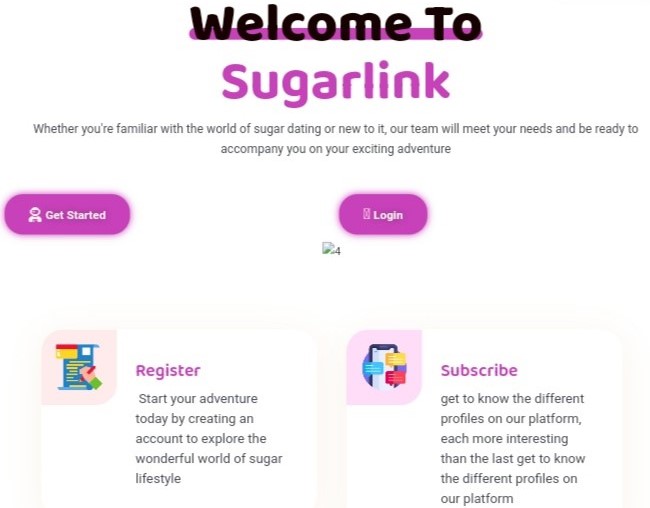 Welcome To
Sugarlink
Whether you're familiar with the world of sugar dating or new to it, our team will meet your needs and be ready to
accompany you on your exciting adventure
Get Started
Login
4
Register
Start your adventure
today by creating an
account to explore the
wonderful world of sugar
lifestyle
Subscribe
get to know the different
profiles on our platform,
each more interesting
than the last get to know
the different profiles on
our platform